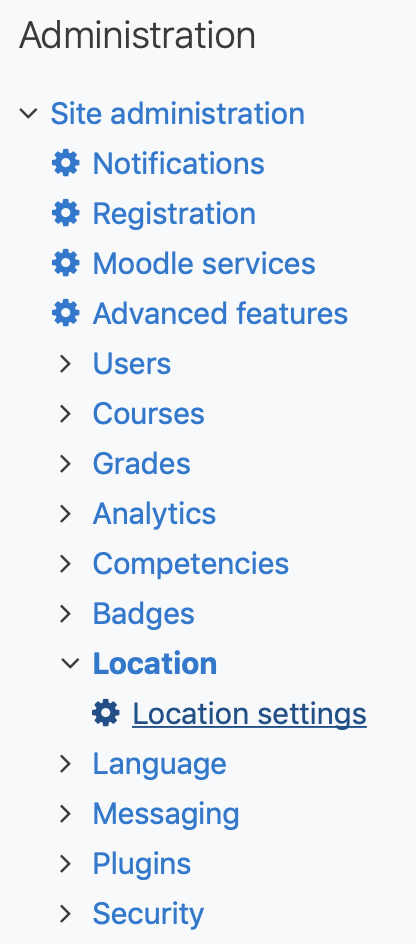 Administration
Site administration
Notifications
Registration
Moodle services
Advanced features
Users
Courses
Grades
Analytics
Competencies
Badges
Location
Location settings
Language
Messaging
Plugins
Security